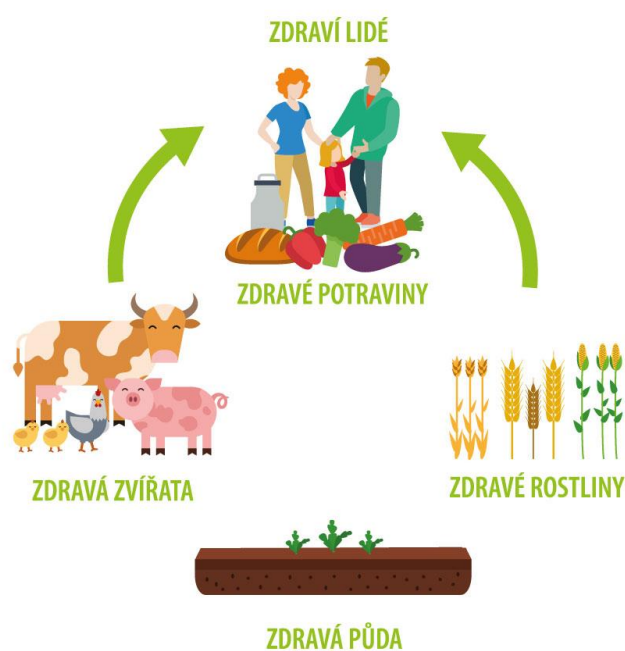 ZDRAVÍ LIDÉ
ZDRAVÉ POTRAVINY
ZDRAVÁ ZVÍŘATA
ZDRAVÉ ROSTLINY
ZDRAVÁ PŮDA